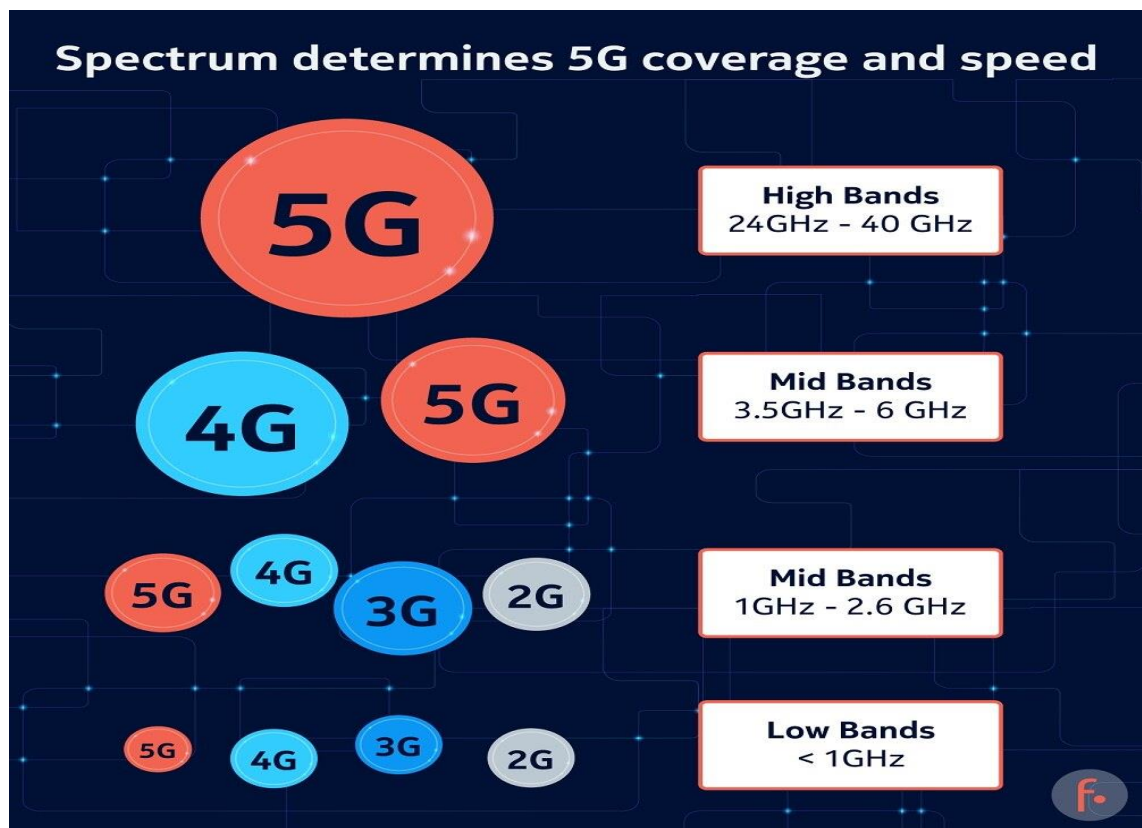 Spectrum determines 5G coverage and speed
5G
High Bands
24GHz - 40 GHz
4G
5G
Mid Bands
3.5GHz - 6 GHz
5G
4G
3G
2G
Mid Bands
1GHz - 2.6 GHz
5G
4G
3G
2G
Low Bands
< 1GHz
f.